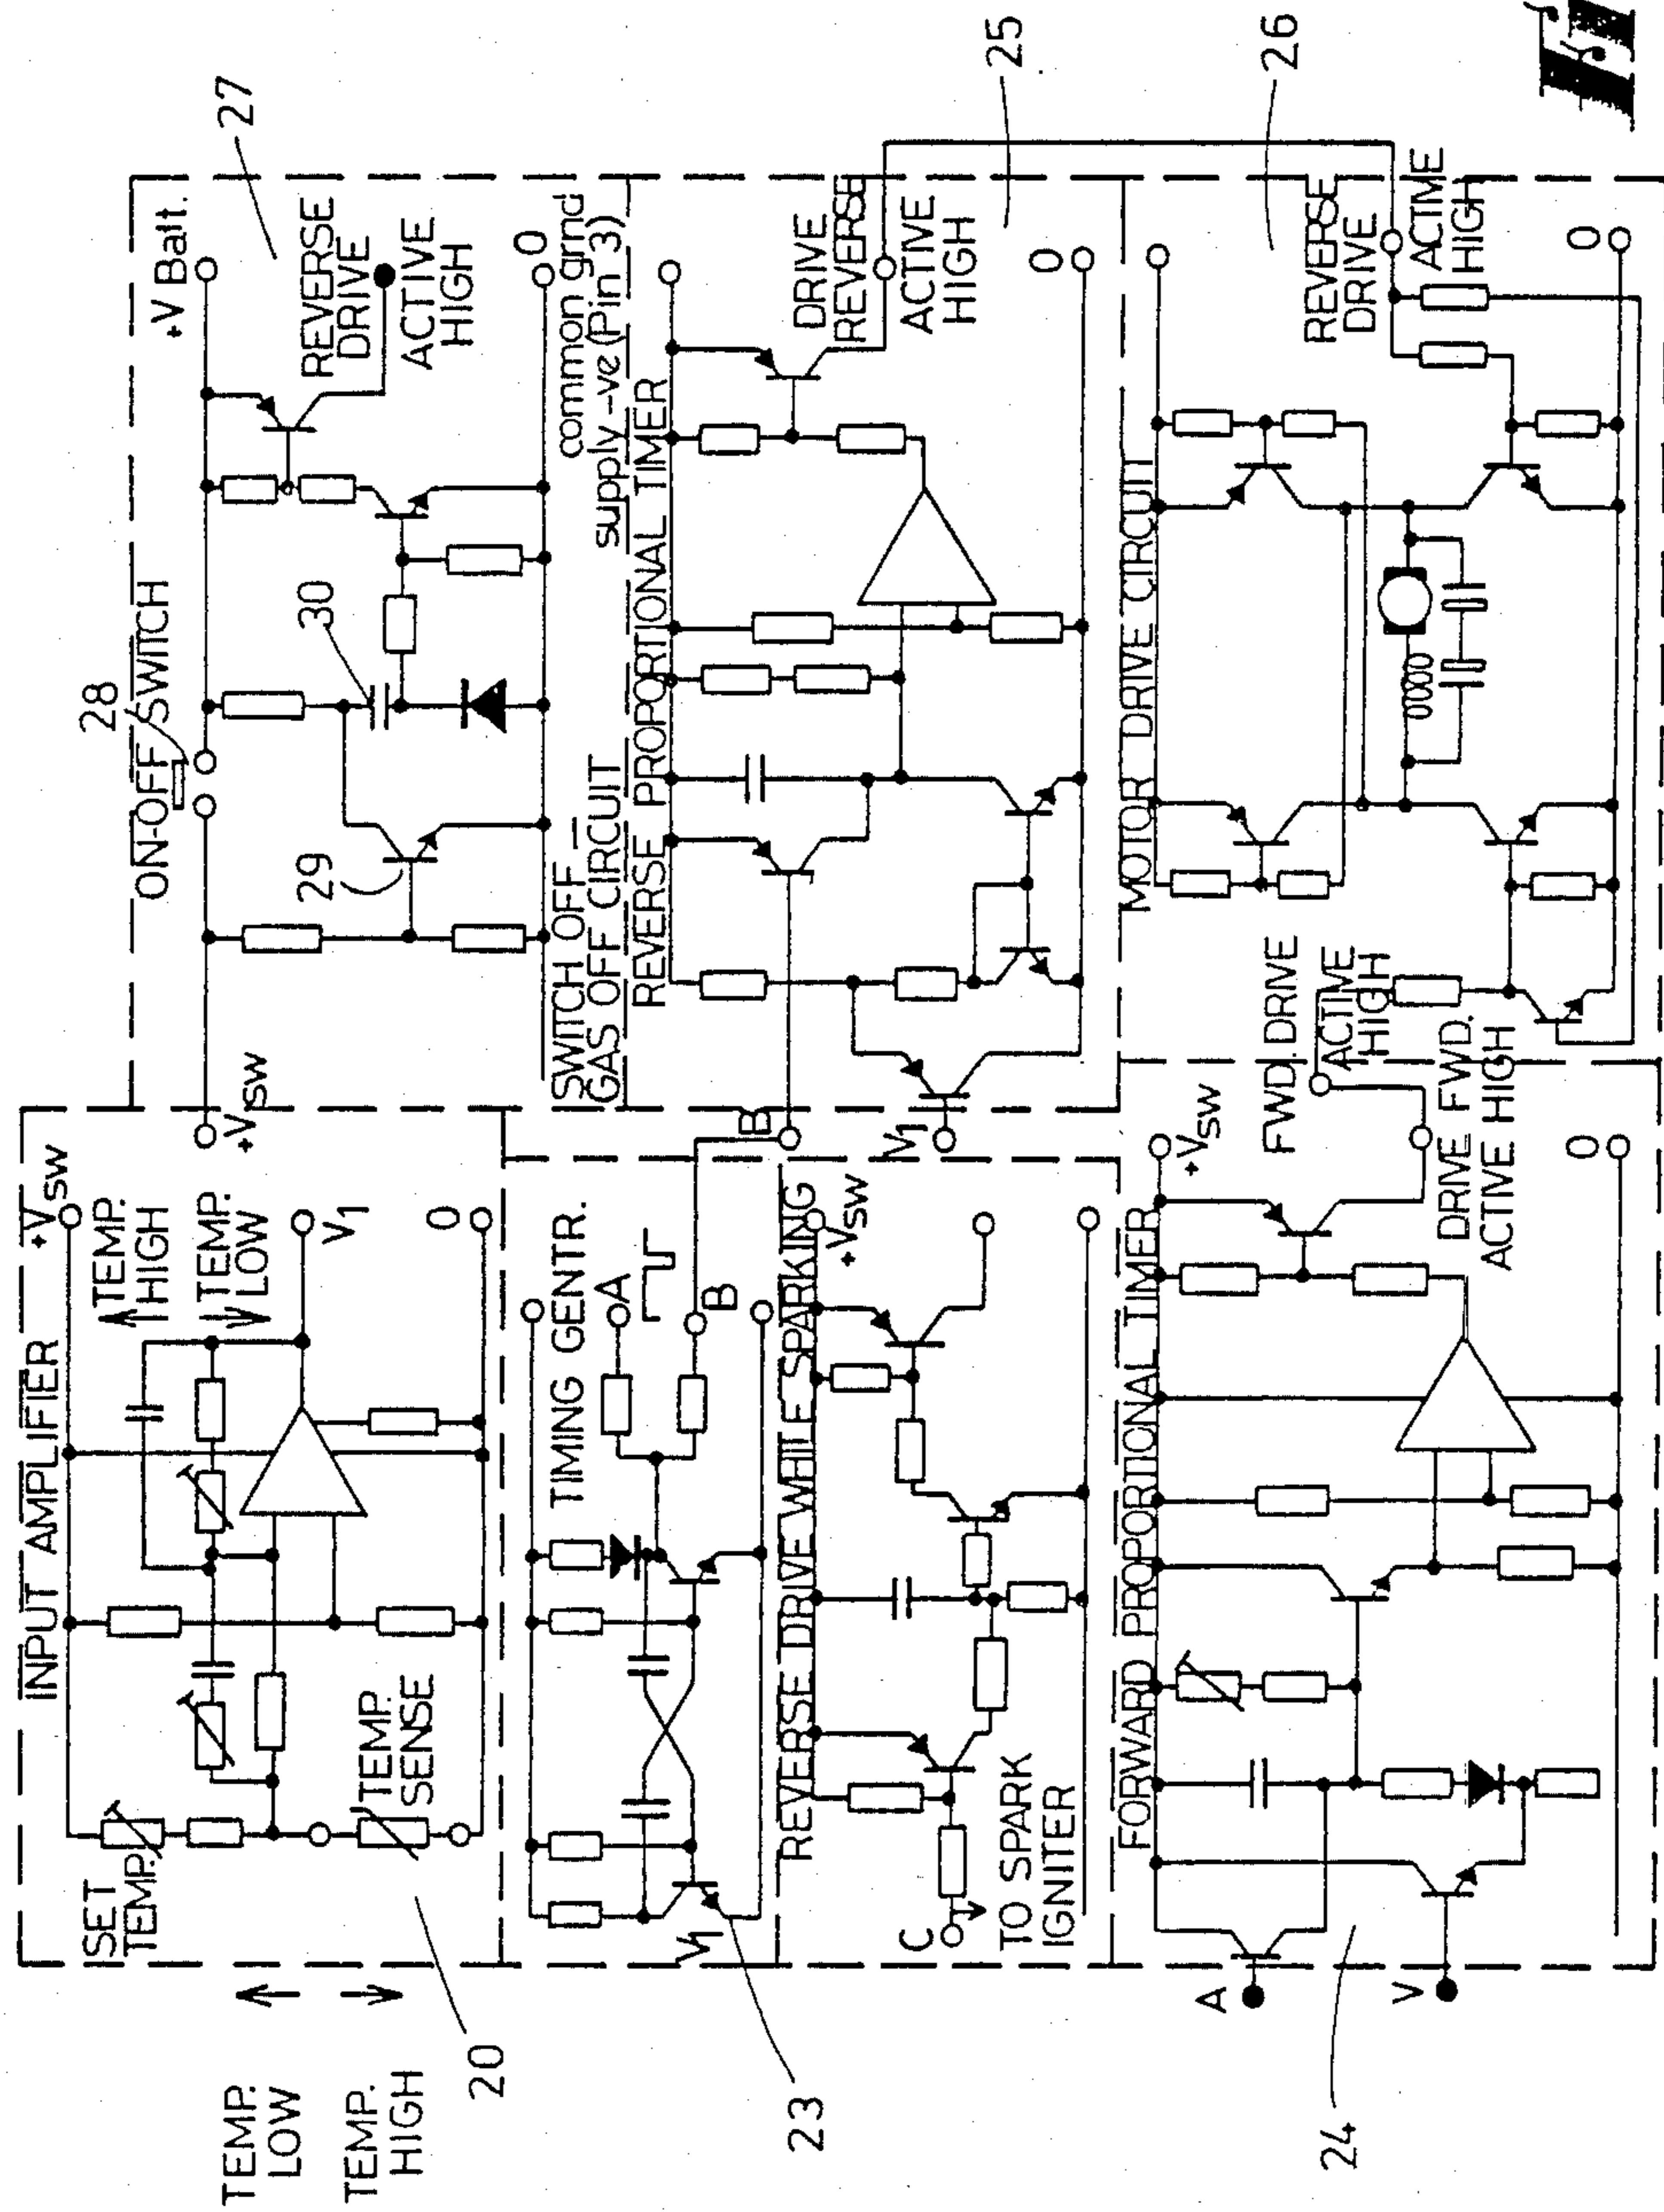 TEMP.
LOW
TEMP.
HIGH
20
SET
TEMP.
TEMP.
SENSE
INPUT AMPLIFIER
+VSW
TEMP.
HIGH
TEMP.
LOW
V1
0
23
V1
TIMING GENTR.
A
B
REVERSE DRIVE WHILE SPARKING
+VSW
C
TO SPARK
IGNITER
24
A
V
FORWARD PROPORTIONAL TIMER
+VSW
DRIVE FWD.
ACTIVE HIGH
0
+VSW
28
ON-OFF SWITCH
+V Batt.
27
29
30
REVERSE
DRIVE
ACTIVE
HIGH
0
SWITCH OFF –
GAS OFF CIRCUIT
common grnd
supply -ve (Pin 3)
REVERSE PROPORTIONAL TIMER
B
V1
DRIVE
REVERSE
ACTIVE
HIGH
0
25
MOTOR DRIVE CIRCUIT
FWD. DRIVE
ACTIVE
HIGH
REVERSE
DRIVE
ACTIVE
HIGH
0
26